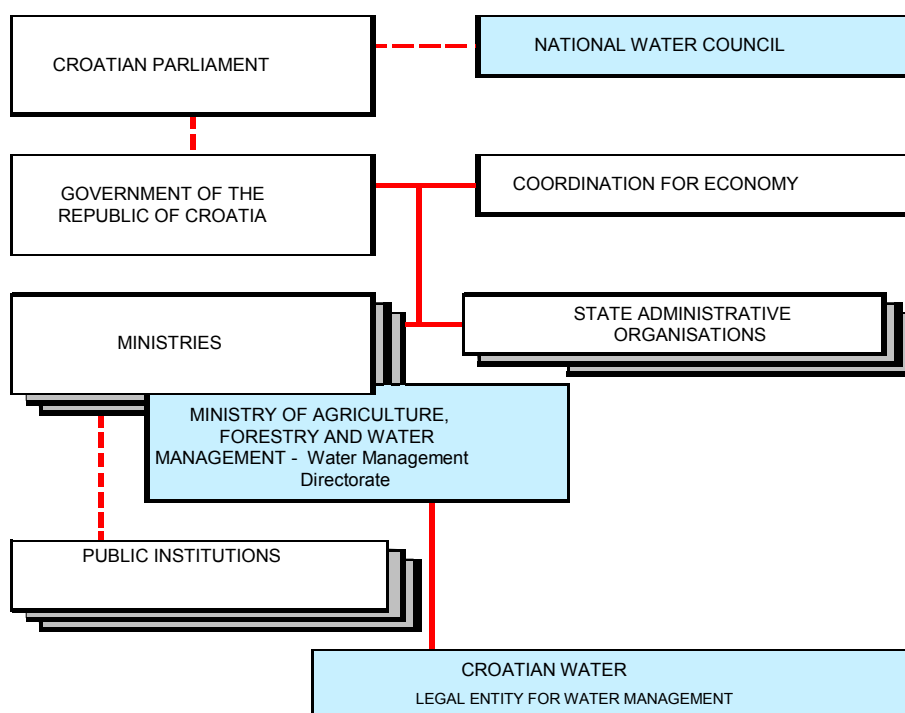 CROATIAN PARLIAMENT
NATIONAL WATER COUNCIL
GOVERNMENT OF THE
REPUBLIC OF CROATIA
COORDINATION FOR ECONOMY
MINISTRIES
STATE ADMINISTRATIVE
ORGANISATIONS
MINISTRY OF AGRICULTURE,
FORESTRY AND WATER
MANAGEMENT - Water Management
Directorate
PUBLIC INSTITUTIONS
CROATIAN WATER
LEGAL ENTITY FOR WATER MANAGEMENT